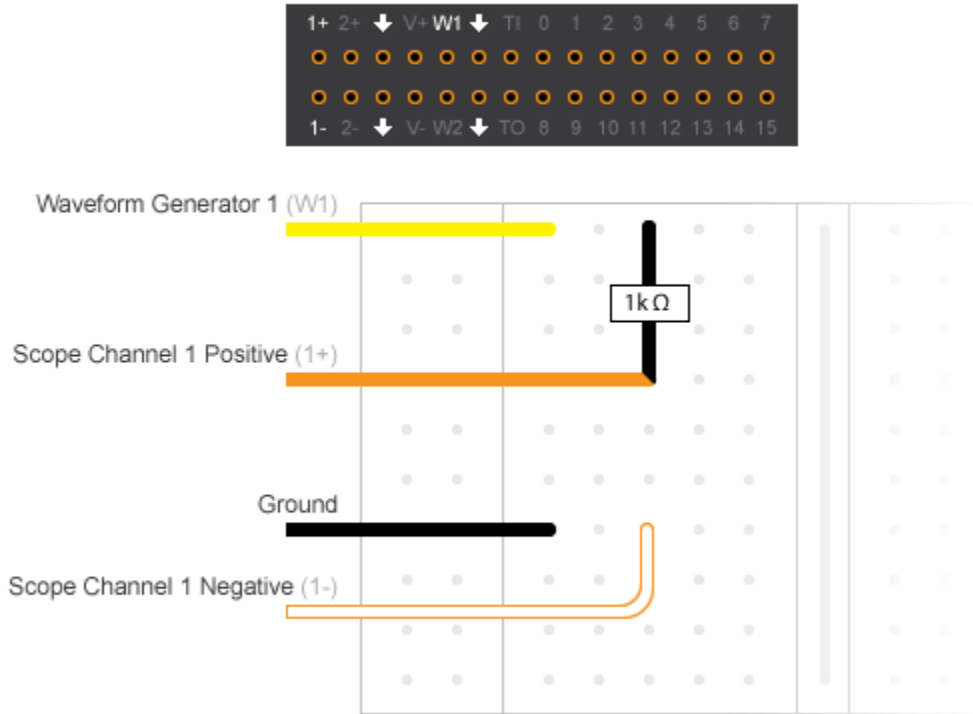 1+ 2+ ↓ V+ W1 ↓ TI 0 1 2 3 4 5 6 7
1- 2- ↓ V- W2 ↓ TO 8 9 10 11 12 13 14 15
Waveform Generator 1 (W1)
1k Ω
Scope Channel 1 Positive (1+)
Ground
Scope Channel 1 Negative (1-)